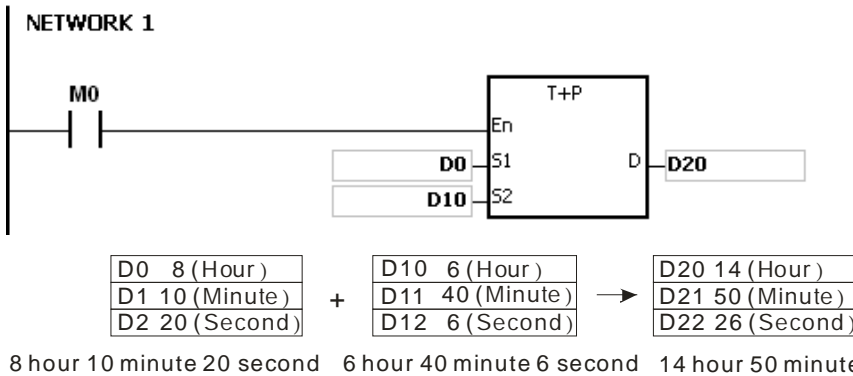 NETWORK 1
M0
T+P
En
D0 S1 D D20
D10 S2
D0 8 (Hour) D10 6 (Hour) D20 14 (Hour)
D1 10 (Minute) + D11 40 (Minute) D21 50 (Minute)
D2 20 (Second) D12 6 (Second) D22 26 (Second)
8 hour 10 minute 20 second 6 hour 40 minute 6 second 14 hour 50 minute